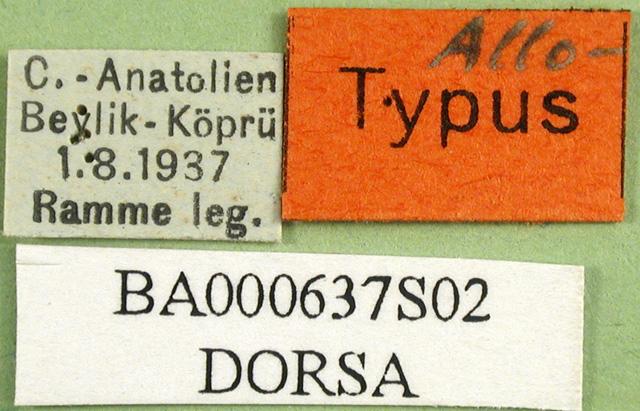 C. - Anatolien
Beylik - Köprü
1.8.1937
Ramme leg.
Allo-
Typus
BA000637S02
DORSA